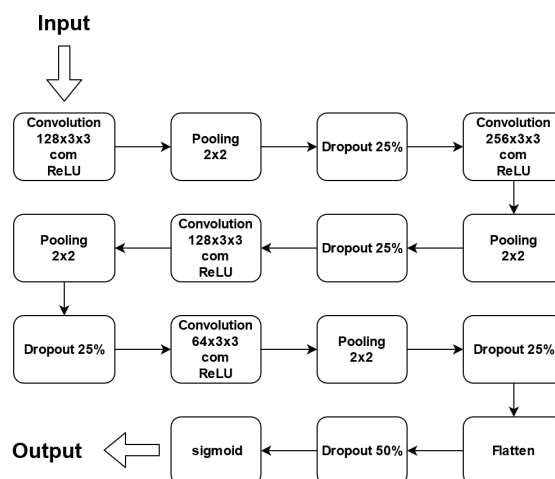 Input
Convolution
128x3x3
com
ReLU
Pooling
2x2
Dropout 25%
Convolution
256x3x3
com
ReLU
Pooling
2x2
Dropout 25%
Convolution
128x3x3
com
ReLU
Pooling
2x2
Dropout 25%
Convolution
64x3x3
com
ReLU
Pooling
2x2
Dropout 25%
Flatten
Dropout 50%
sigmoid
Output